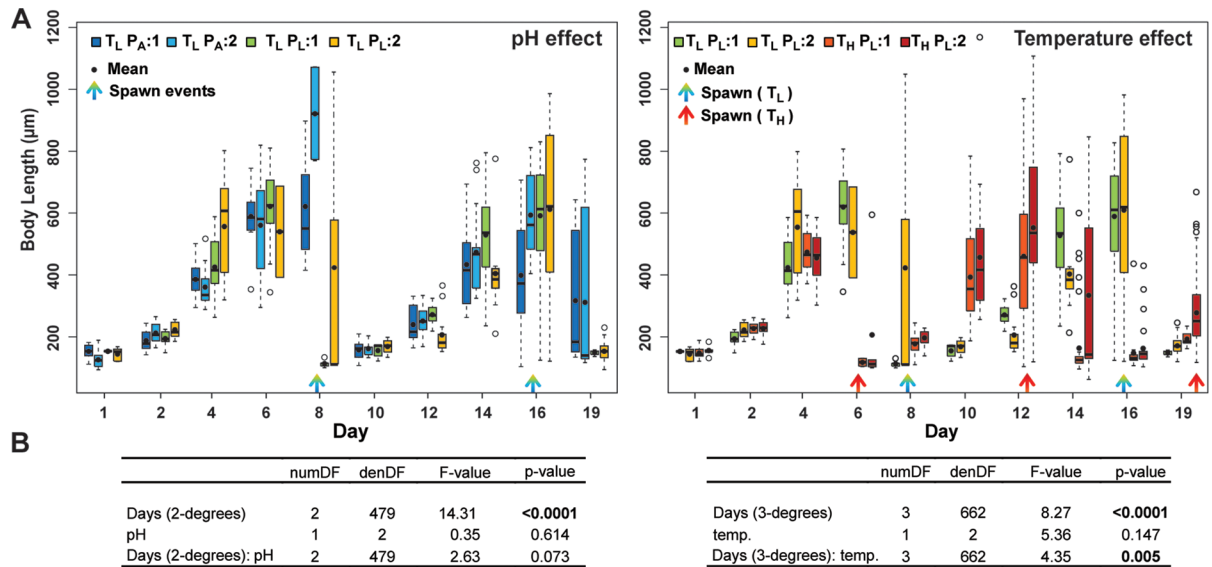 A
T_L P_A:1 T_L P_A:2 T_L P_L:1 T_L P_L:2
pH effect
Mean
Spawn events
Body Length (µm)
1200
1000
800
600
400
200
1 2 4 6 8 10 12 14 16 19
Day
T_L P_L:1 T_L P_L:2 T_H P_L:1 T_H P_L:2
Temperature effect
Mean
Spawn ( T_L )
Spawn ( T_H )
1200
1000
800
600
400
200
1 2 4 6 8 10 12 14 16 19
Day
B
numDF denDF F-value p-value
Days (2-degrees) 2 479 14.31 <0.0001
pH 1 2 0.35 0.614
Days (2-degrees): pH 2 479 2.63 0.073
numDF denDF F-value p-value
Days (3-degrees) 3 662 8.27 <0.0001
temp. 1 2 5.36 0.147
Days (3-degrees): temp. 3 662 4.35 0.005